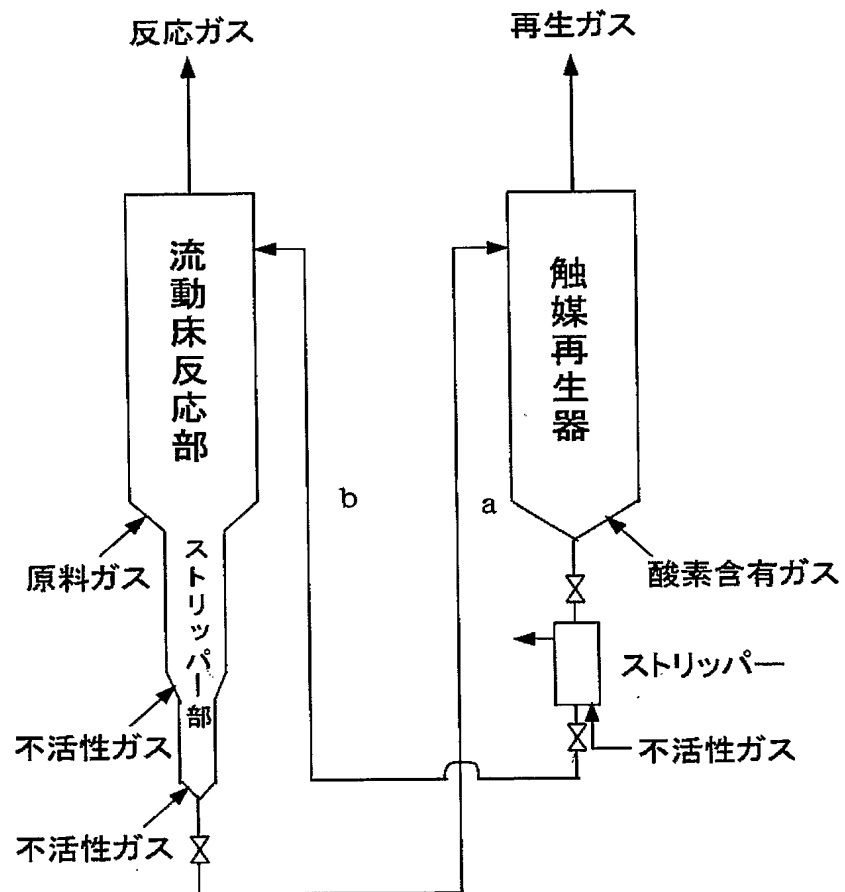 反応ガス
再生ガス
流動床反応部
触媒再生器
b
a
原料ガス
ストリッパー部
酸素含有ガス
ストリッパー
不活性ガス
不活性ガス
不活性ガス